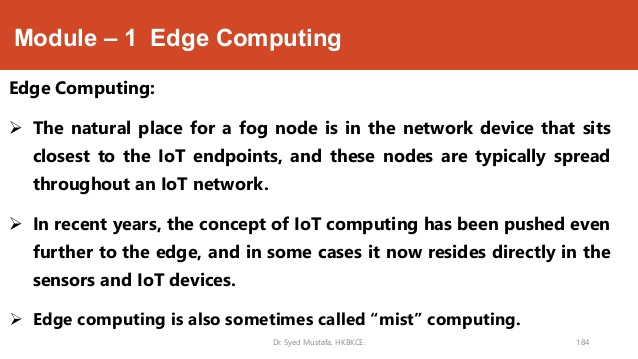 Module – 1  Edge Computing
Edge Computing:
➢ The natural place for a fog node is in the network device that sits
closest to the IoT endpoints, and these nodes are typically spread
throughout an IoT network.
➢ In recent years, the concept of IoT computing has been pushed even
further to the edge, and in some cases it now resides directly in the
sensors and IoT devices.
➢ Edge computing is also sometimes called “mist” computing.
Dr. Syed Mustafa, HKBKCE. 184